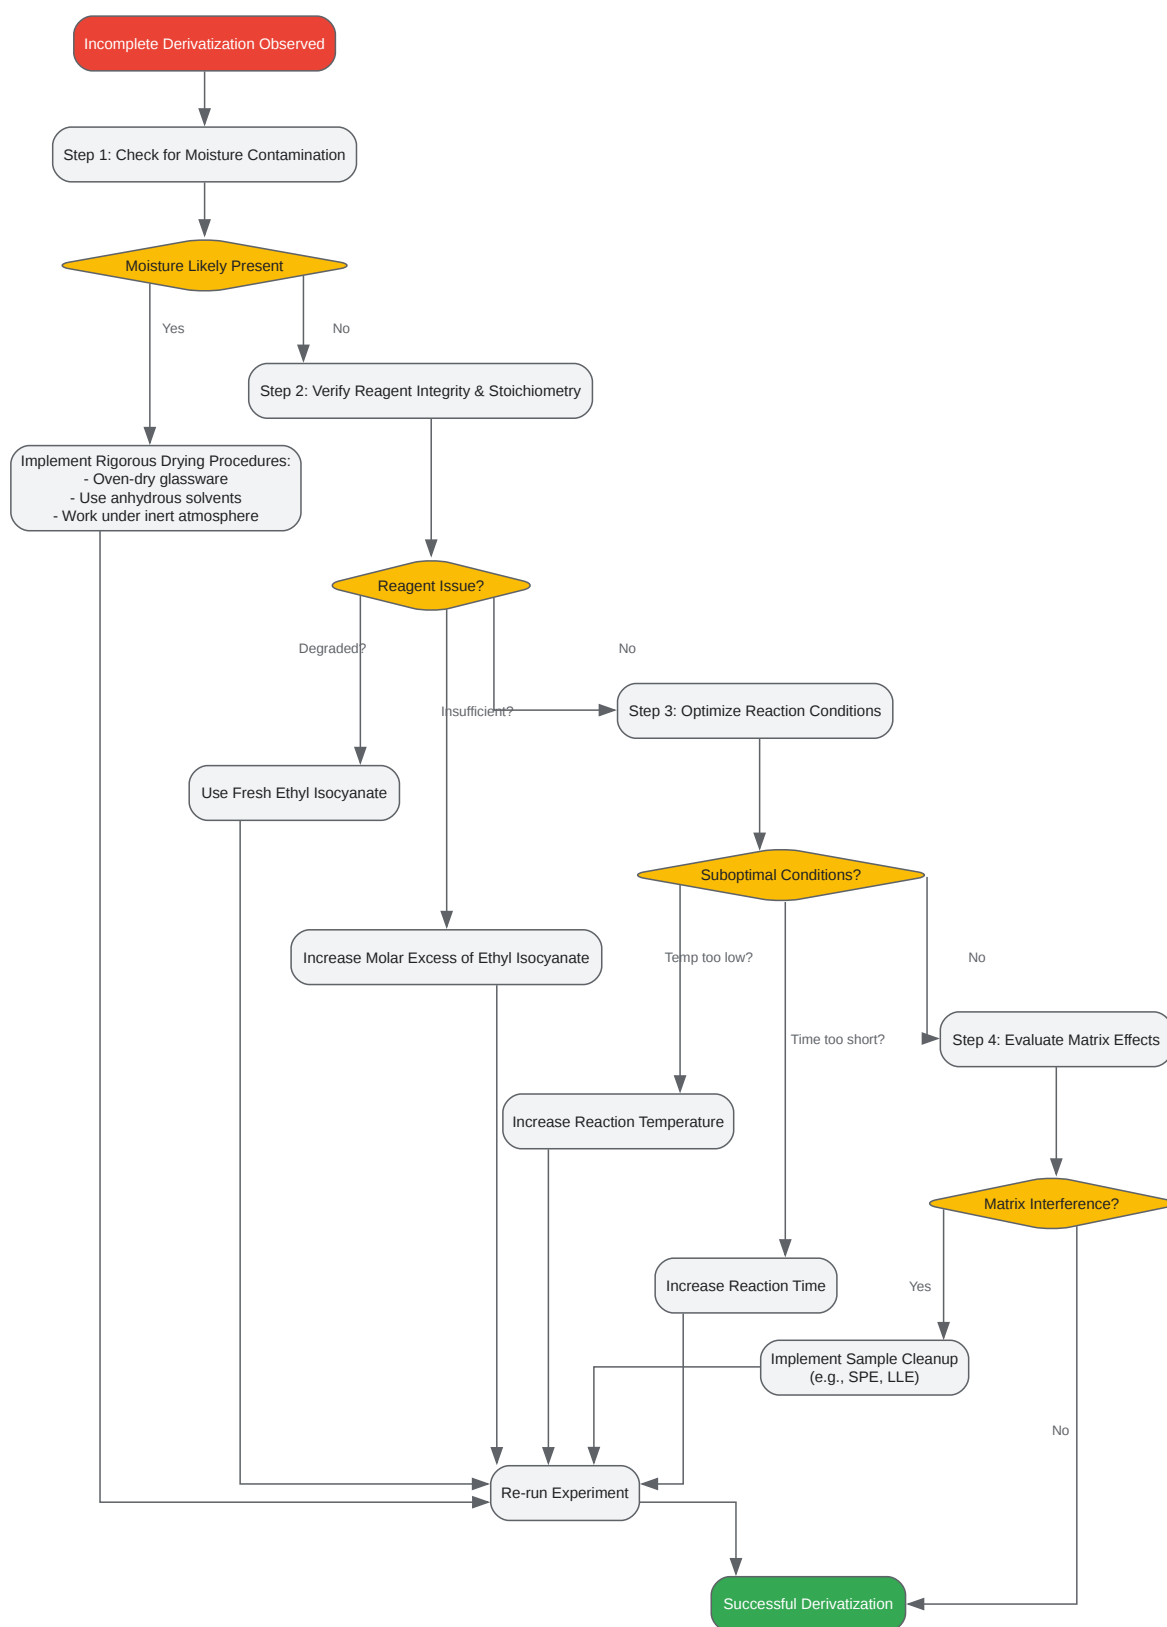 Incomplete Derivatization Observed
Step 1: Check for Moisture Contamination
Moisture Likely Present
Yes
No
Step 2: Verify Reagent Integrity & Stoichiometry
Implement Rigorous Drying Procedures:
- Oven-dry glassware
- Use anhydrous solvents
- Work under inert atmosphere
Reagent Issue?
Degraded?
No
Insufficient?
Step 3: Optimize Reaction Conditions
Use Fresh Ethyl Isocyanate
Suboptimal Conditions?
Increase Molar Excess of Ethyl Isocyanate
Temp too low?
No
Time too short?
Step 4: Evaluate Matrix Effects
Increase Reaction Temperature
Matrix Interference?
Increase Reaction Time
Yes
Implement Sample Cleanup
(e.g., SPE, LLE)
No
Re-run Experiment
Successful Derivatization